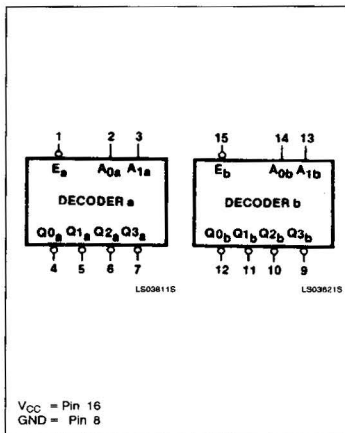 1 2 3 15 14 13
Ea A0a A1a Eb A0b A1b
DECODER a DECODER b
Q0a Q1a Q2a Q3a Q0b Q1b Q2b Q3b
4 5 6 7 12 11 10 9
LS03811S LS03621S
VCC = Pin 16
GND = Pin 8